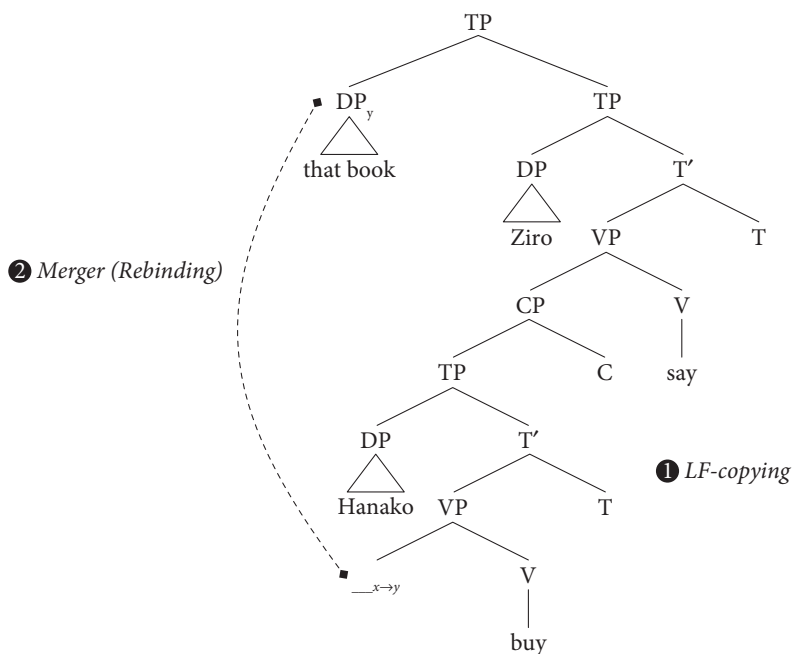 TP
DP_y TP
that book DP T′
Ziro VP T
❷ Merger (Rebinding)
CP V
TP C say
DP T′
❶ LF-copying
Hanako VP T
__x→y V
buy